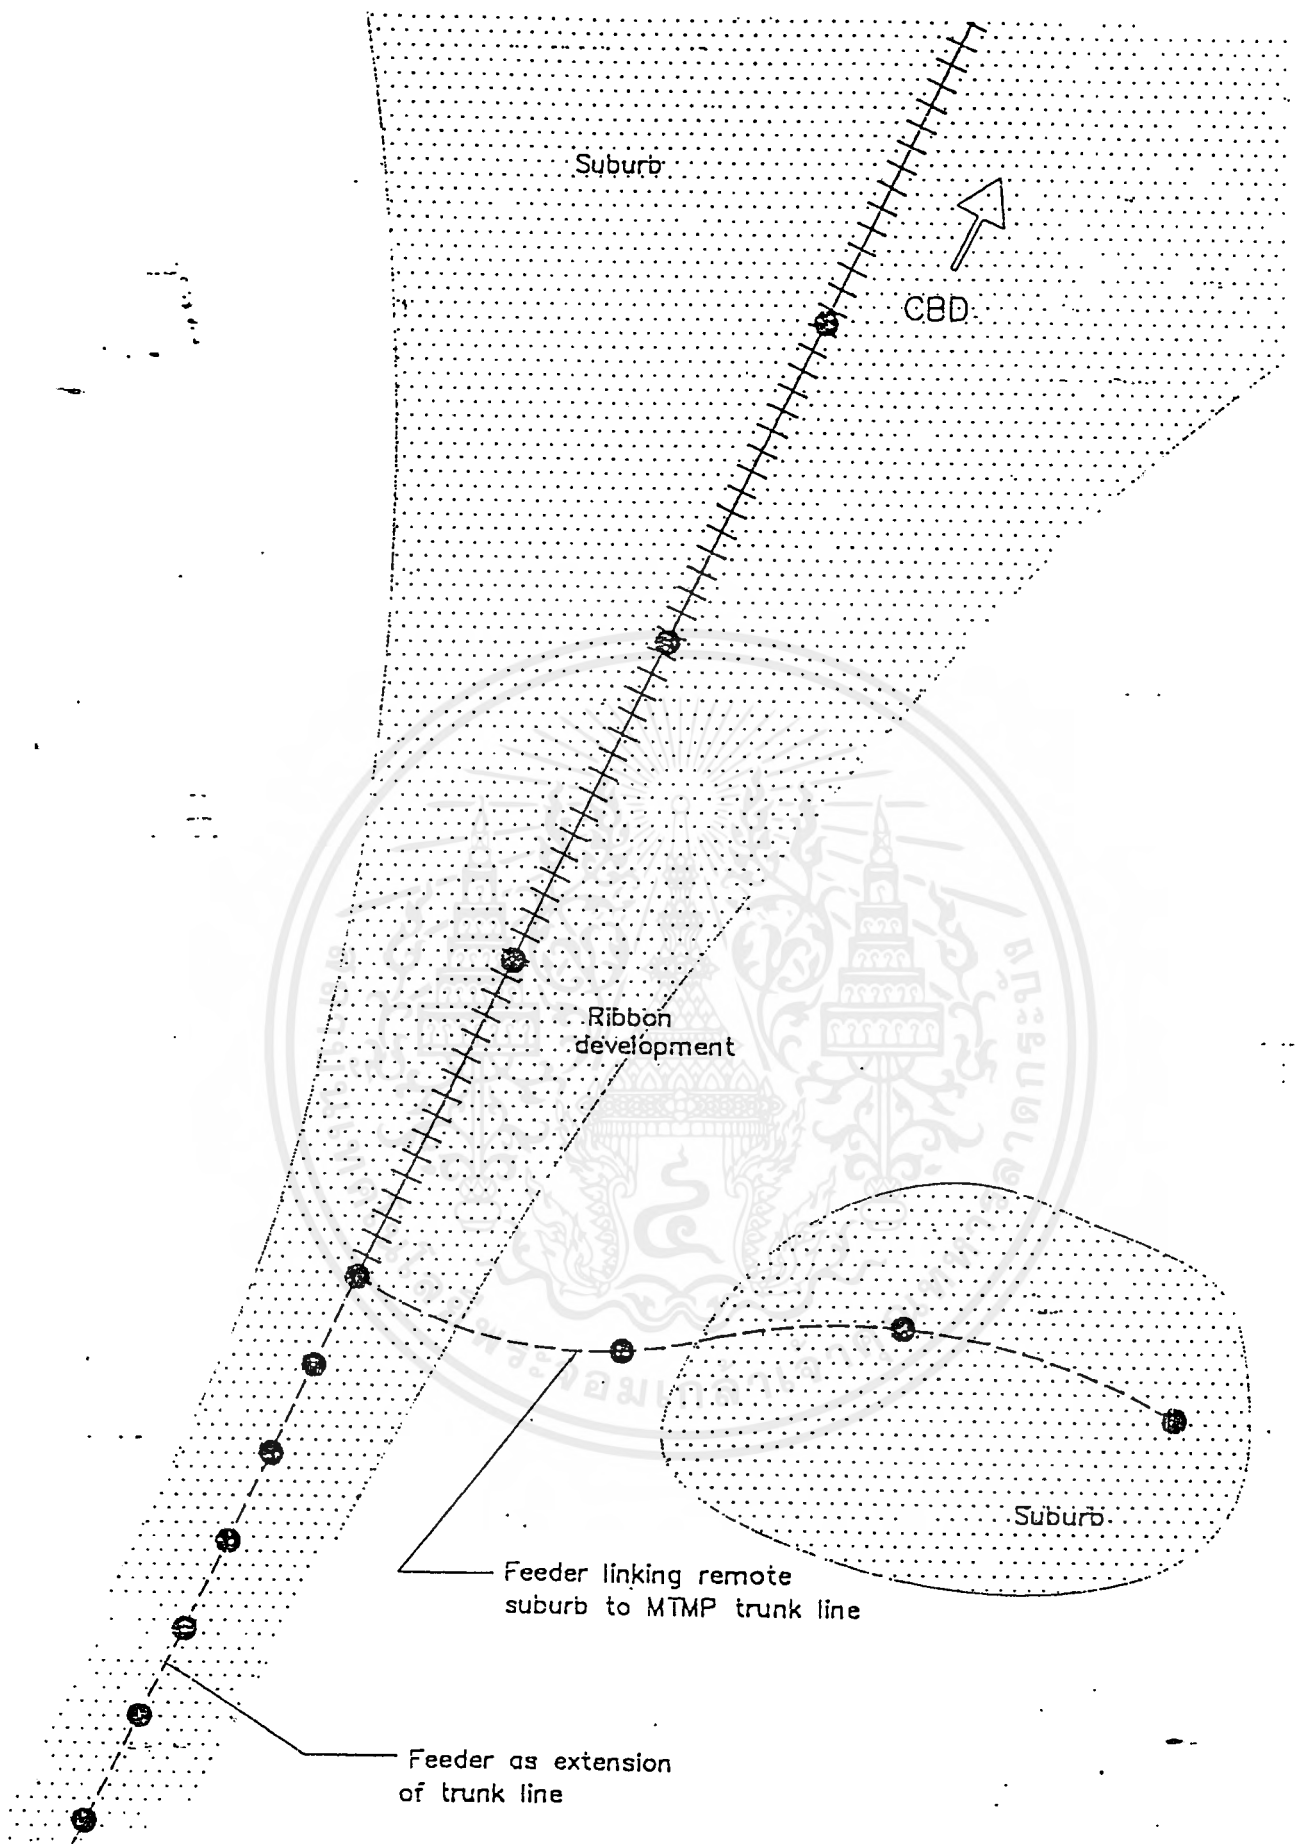 Suburb
CBD
Ribbon
development
Suburb
Feeder linking remote
suburb to MTMP trunk line
Feeder as extension
of trunk line